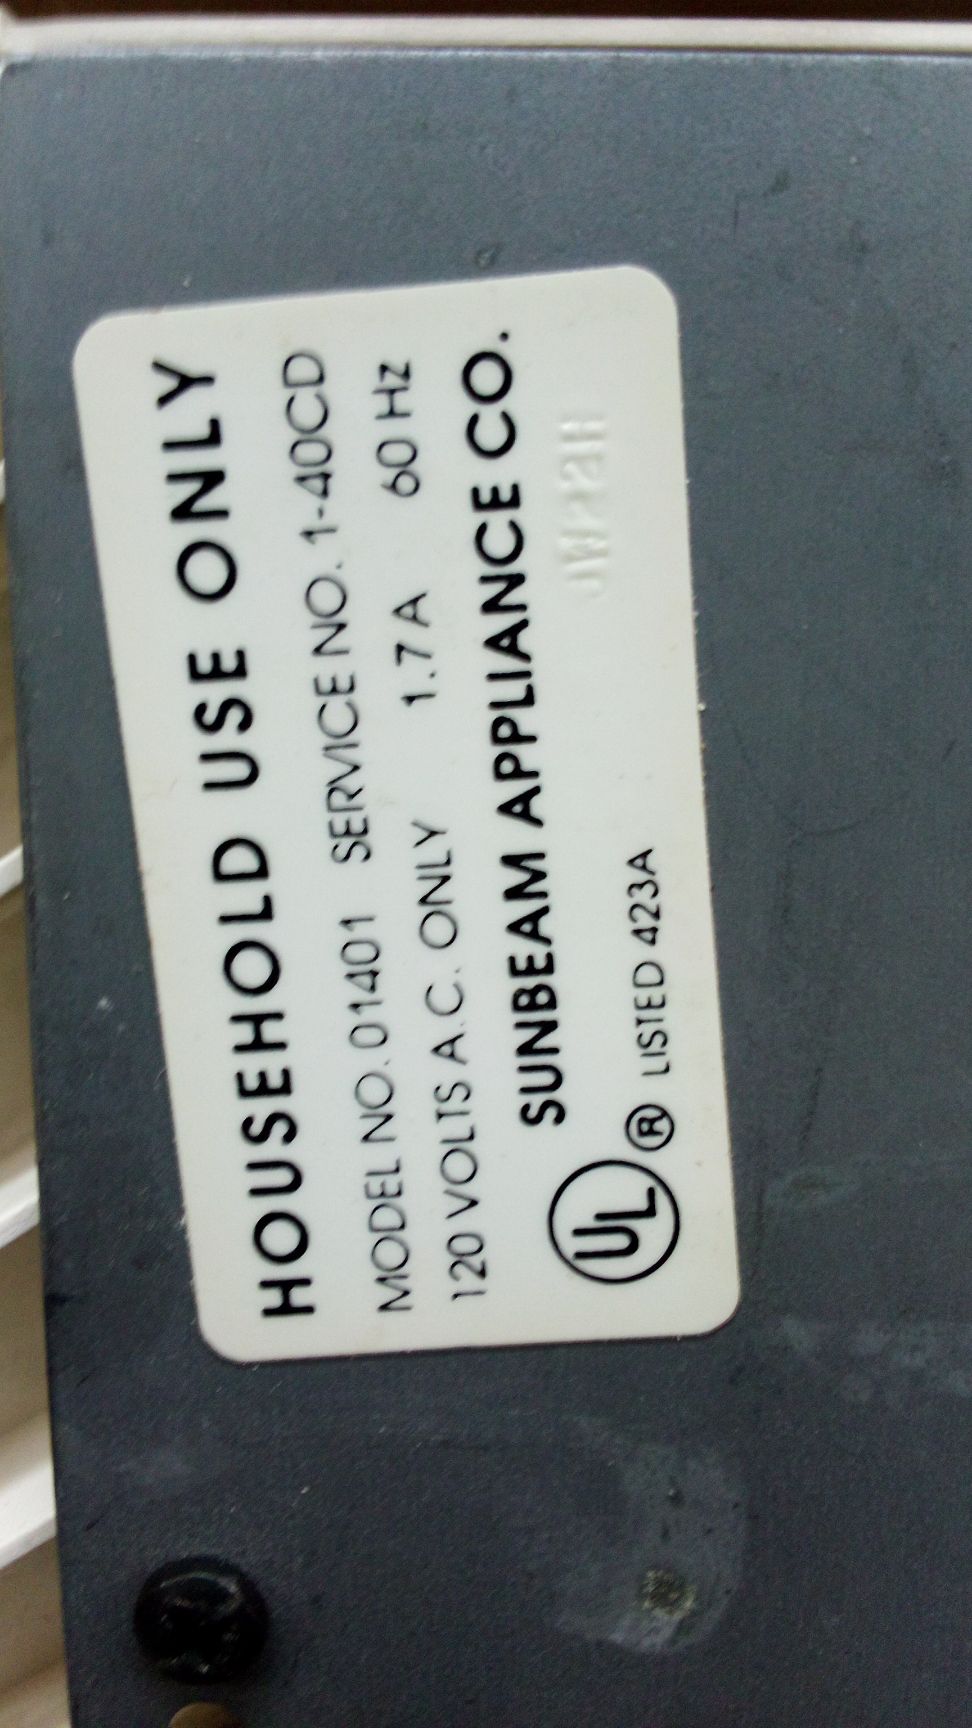 HOUSEHOLD USE ONLY
MODEL NO. 01401 SERVICE NO. 1-40CD
120 VOLTS A.C. ONLY 1.7 A 60 Hz
SUNBEAM APPLIANCE CO.
UL ® LISTED 423A
JW22H